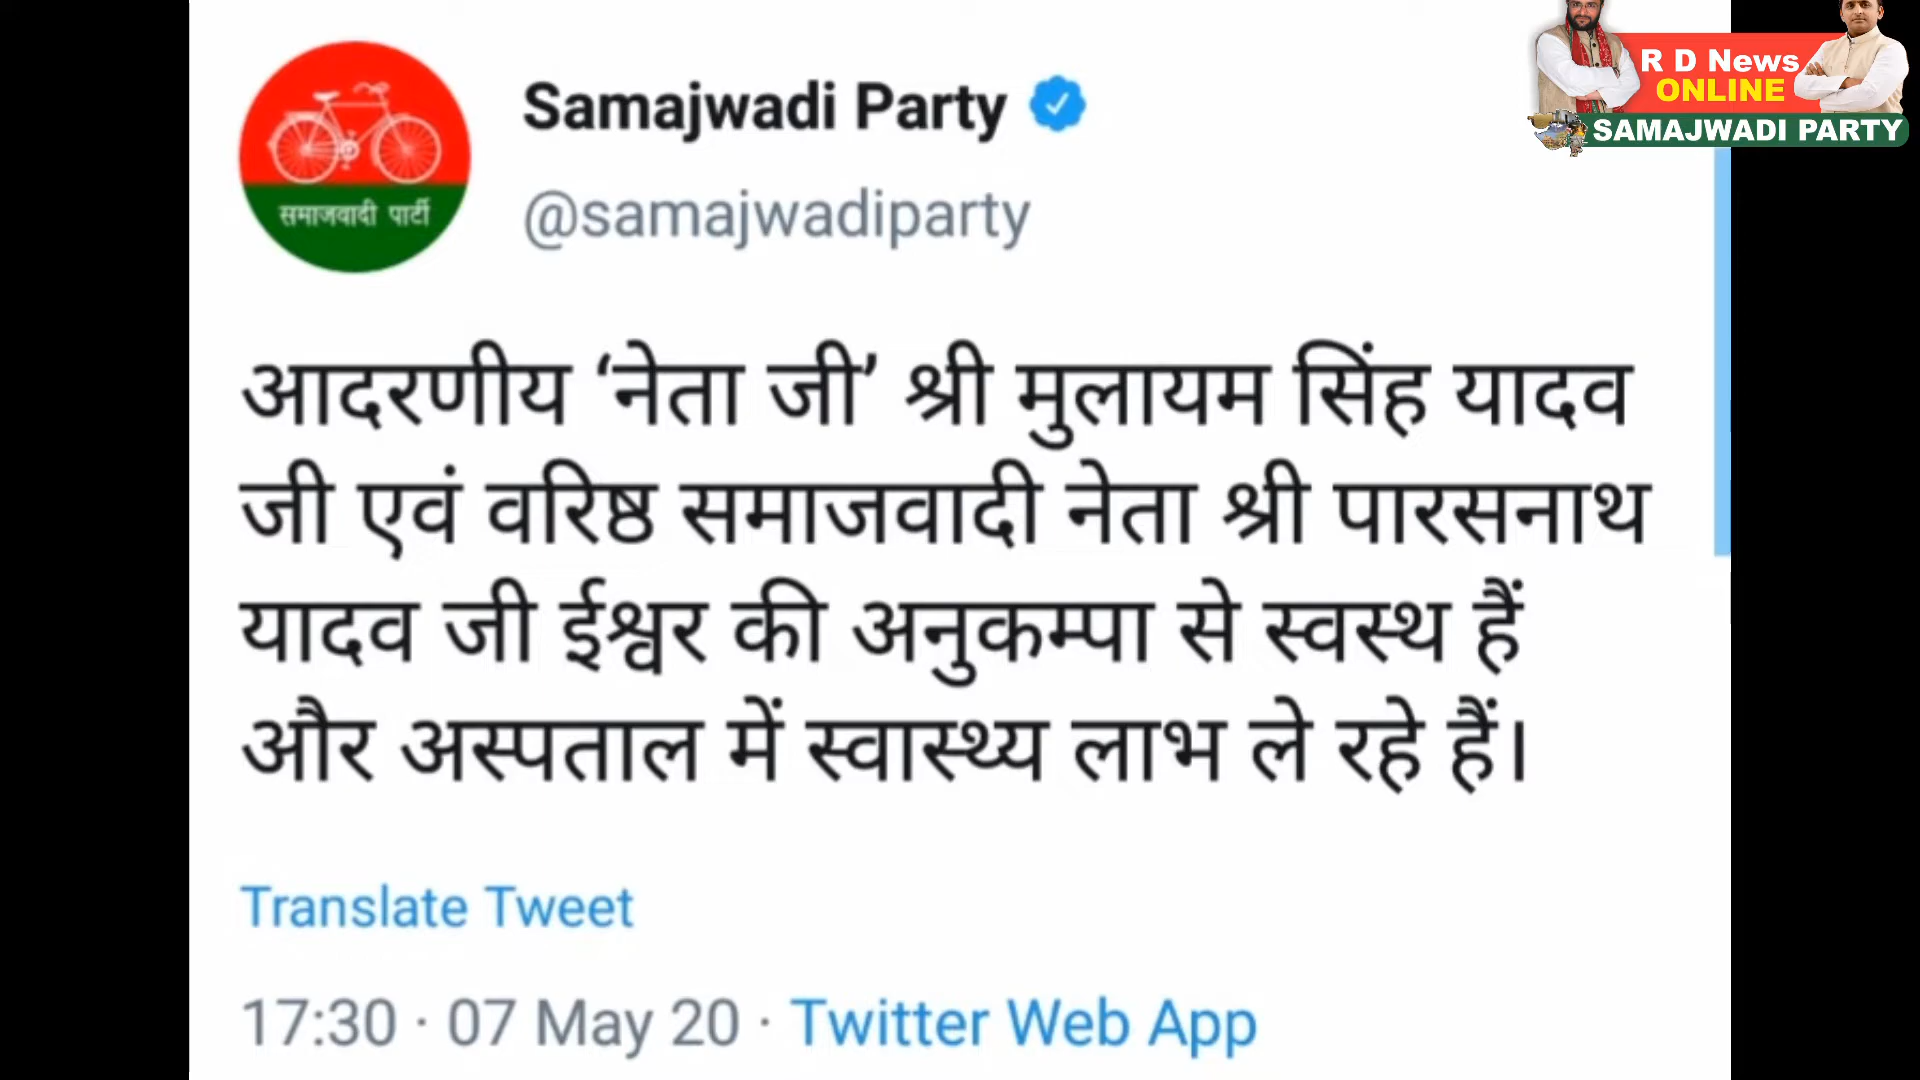 R D News
ONLINE
SAMAJWADI PARTY
Samajwadi Party
@samajwadiparty
समाजवादी पार्टी
आदरणीय ‘नेता जी’ श्री मुलायम सिंह यादव
जी एवं वरिष्ठ समाजवादी नेता श्री पारसनाथ
यादव जी ईश्वर की अनुकम्पा से स्वस्थ हैं
और अस्पताल में स्वास्थ्य लाभ ले रहे हैं।
Translate Tweet
17:30 · 07 May 20 · Twitter Web App